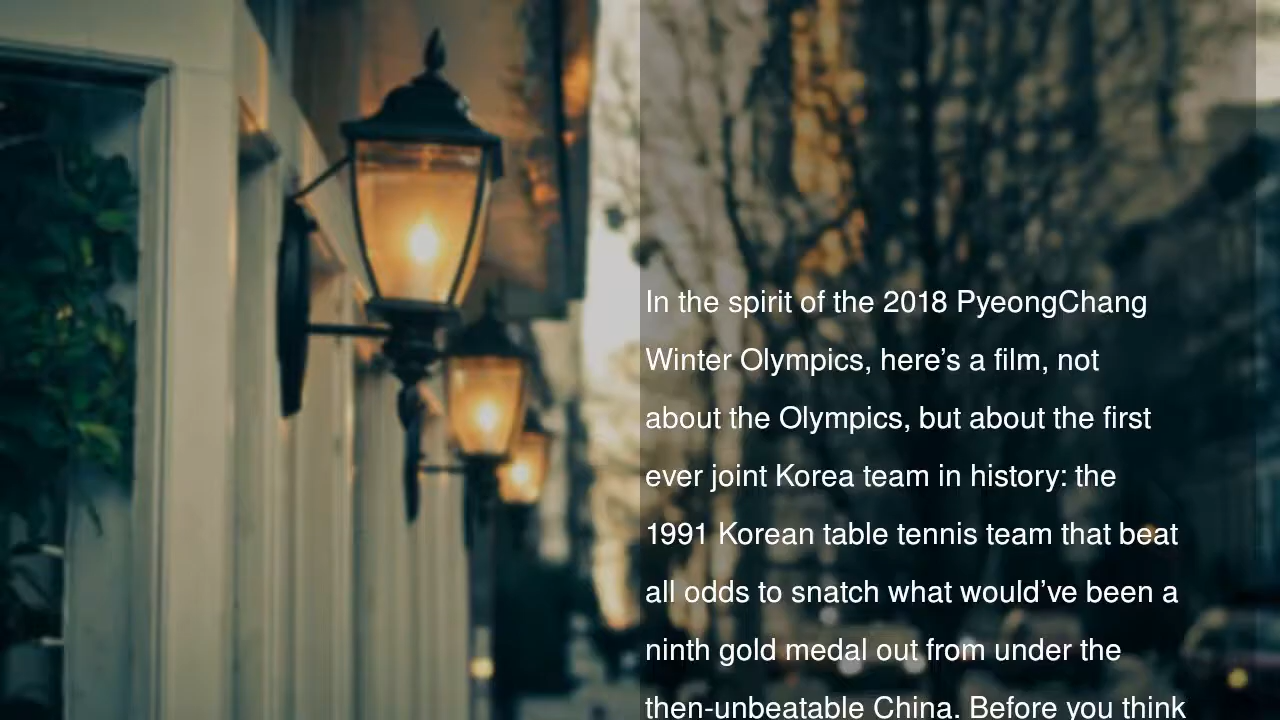 In the spirit of the 2018 PyeongChang
Winter Olympics, here’s a film, not
about the Olympics, but about the first
ever joint Korea team in history: the
1991 Korean table tennis team that beat
all odds to snatch what would’ve been a
ninth gold medal out from under the
then-unbeatable China. Before you think